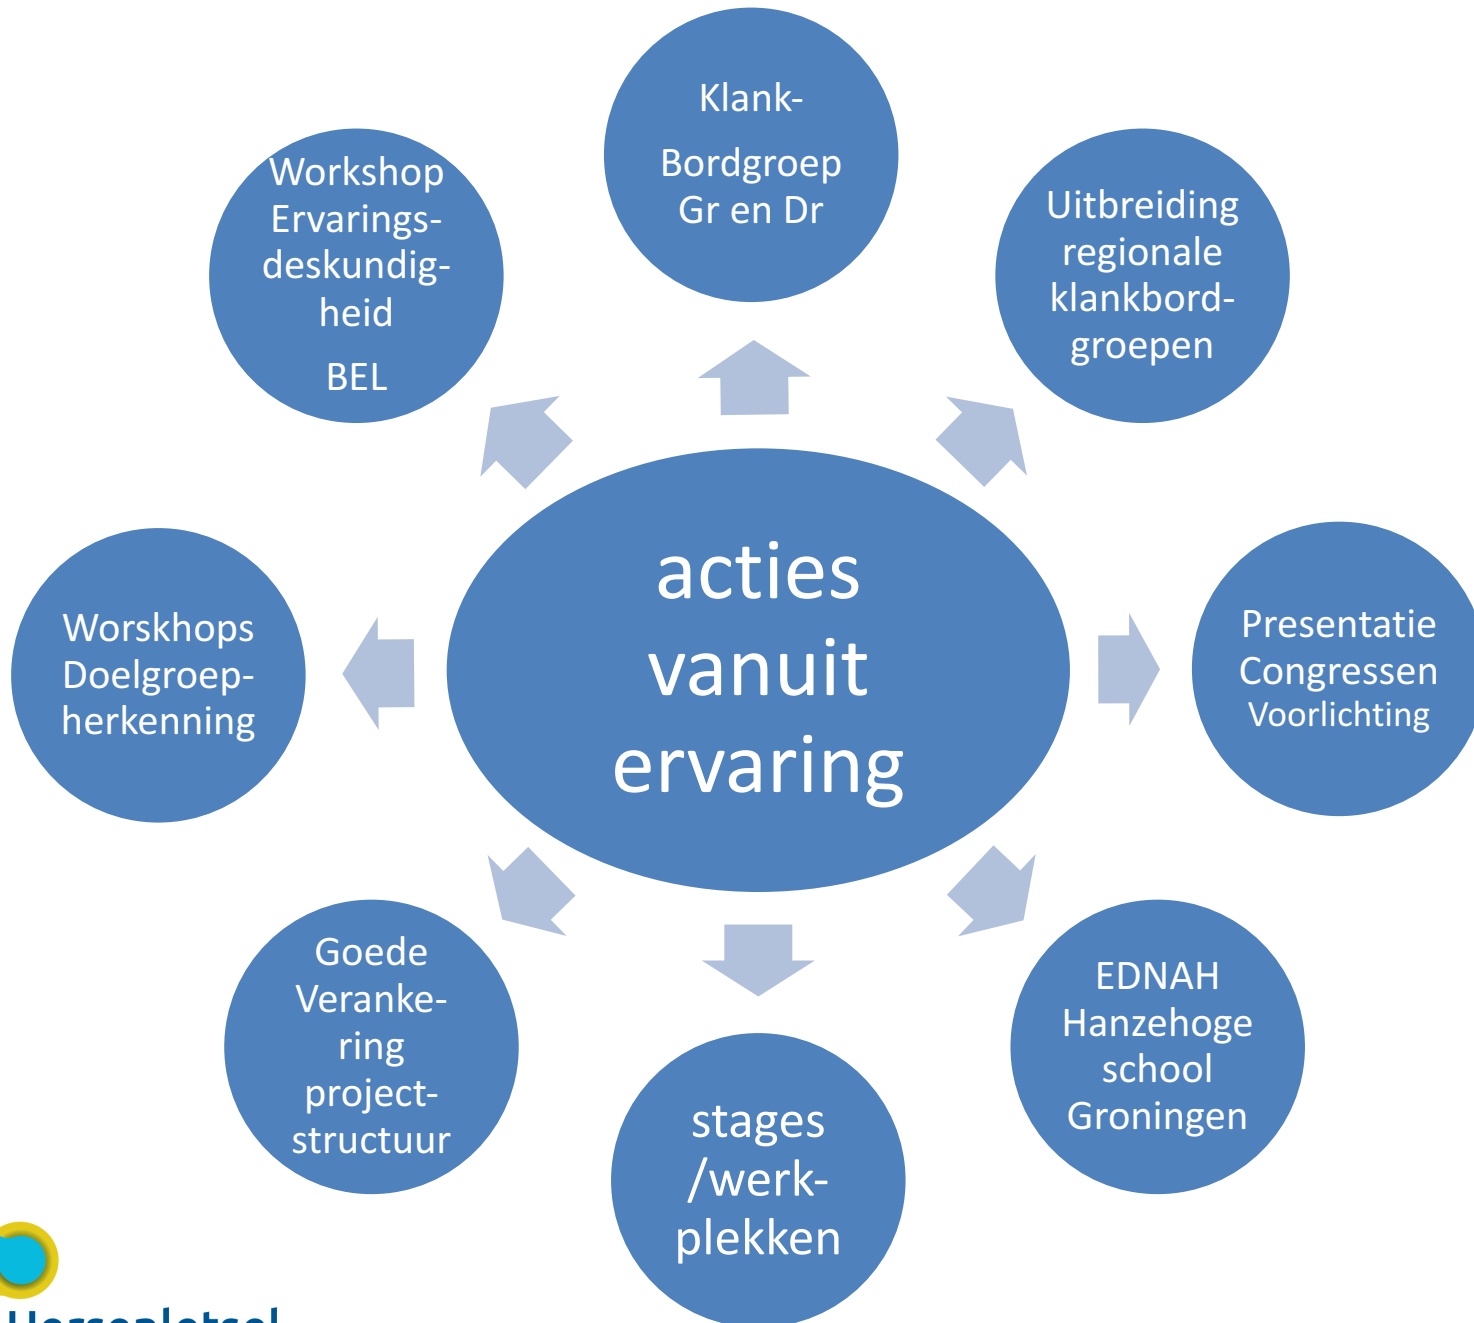 Klank-
Bordgroep
Gr en Dr
Workshop
Ervarings-
deskundig-
heid
BEL
Uitbreiding
regionale
klankbord-
groepen
acties
vanuit
ervaring
Worskhops
Doelgroep-
herkenning
Presentatie
Congressen
Voorlichting
Goede
Veranke-
ring
project-
structuur
EDNAH
Hanzehoge
school
Groningen
stages
/werk-
plekken
Hersenletsel